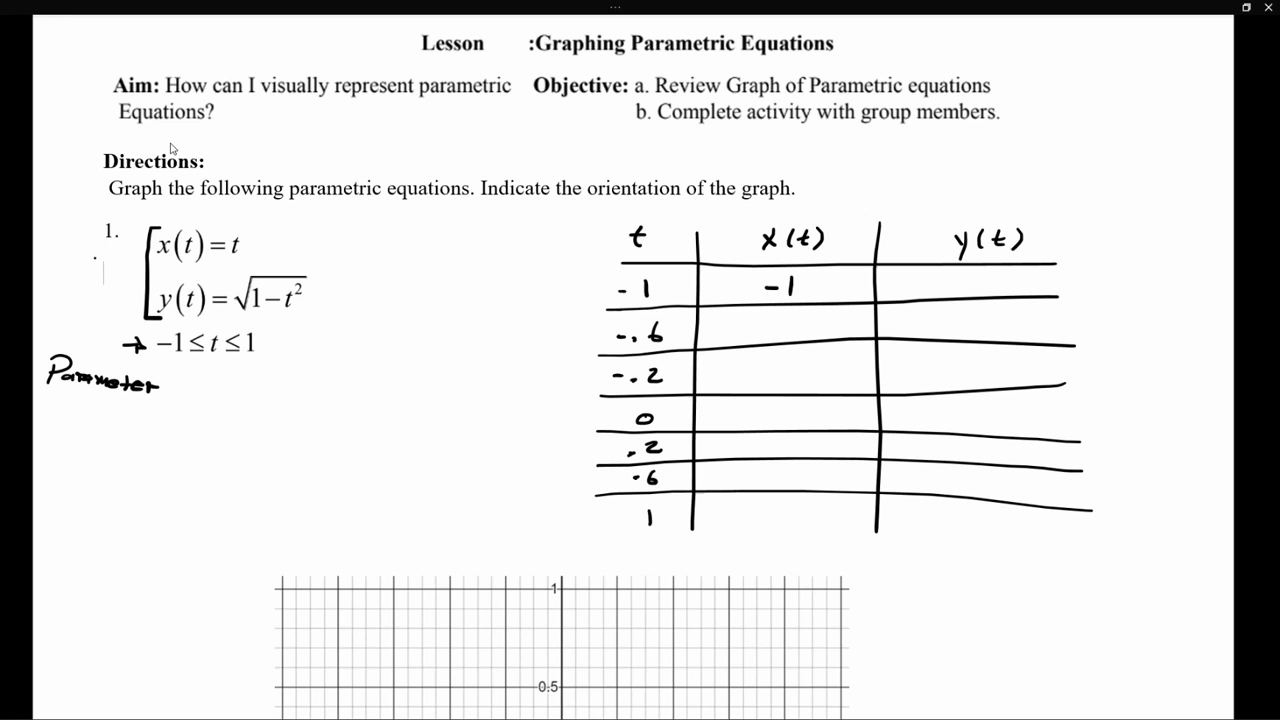 Lesson :Graphing Parametric Equations
Aim: How can I visually represent parametric Equations?
Objective: a. Review Graph of Parametric equations
b. Complete activity with group members.
Directions:
Graph the following parametric equations. Indicate the orientation of the graph.
1.
x(t) = t
y(t) = √(1−t²)
→ −1 ≤ t ≤ 1
Parameter
t x(t) y(t)
-1 -1
-.6
-.2
0
.2
.6
1
1
0.5